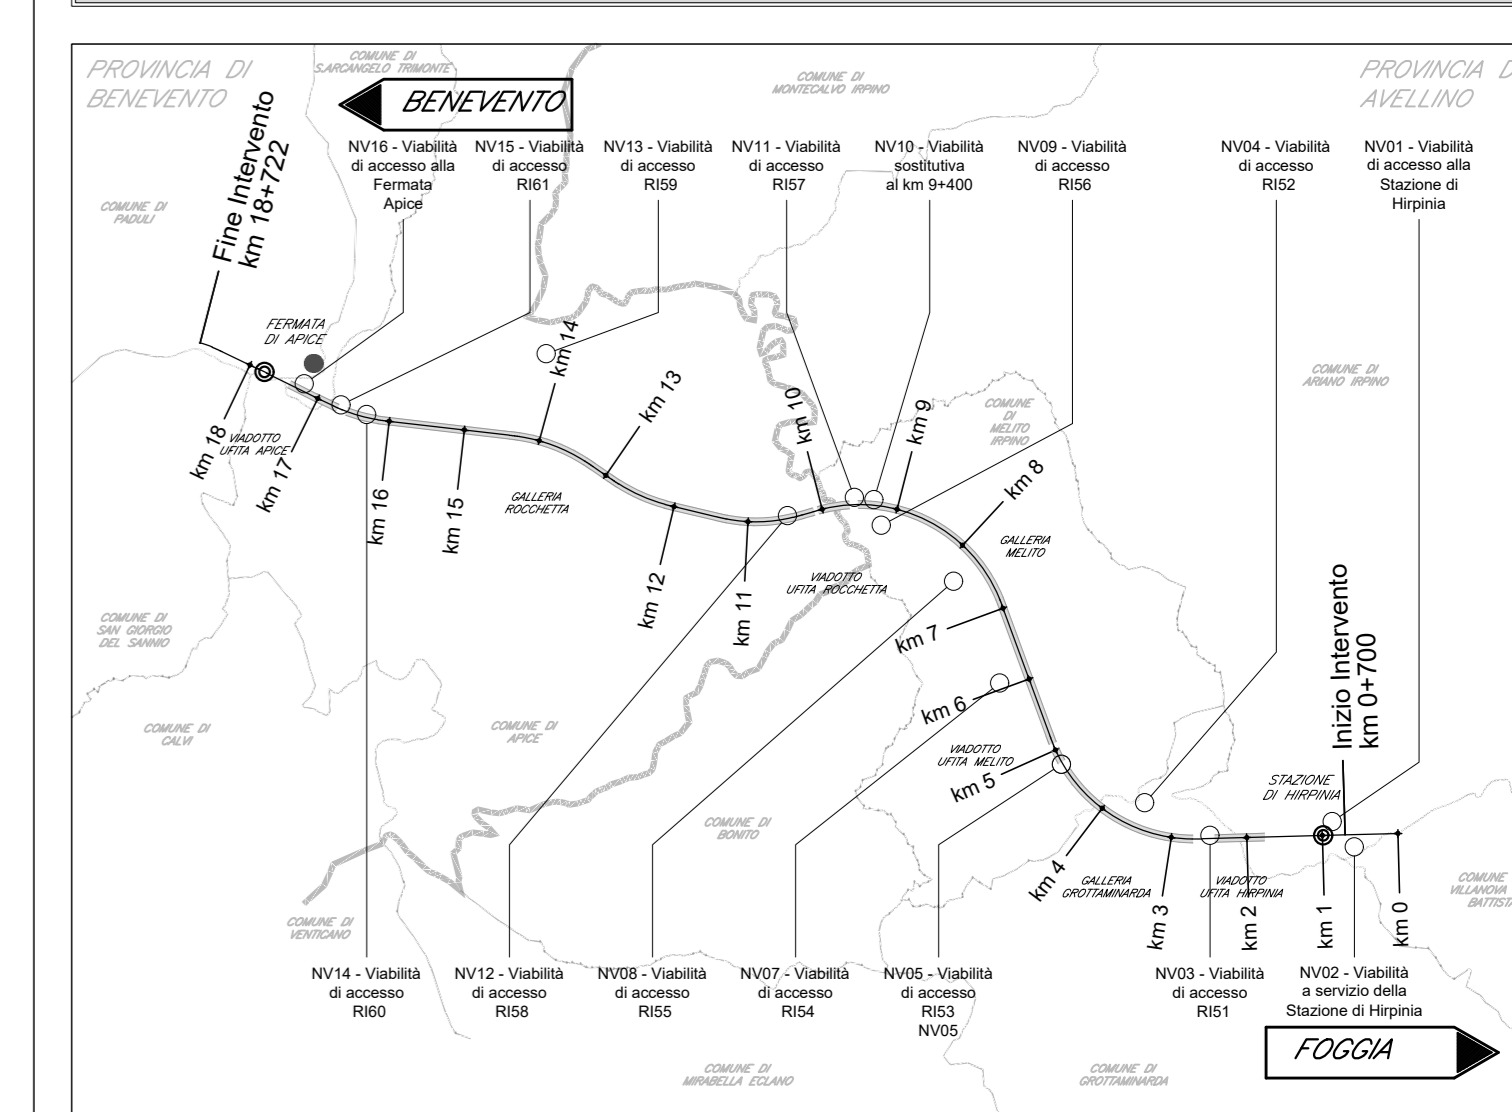 PROVINCIA DI
BENEVENTO
COMUNE DI
S.ARCANGELO TRIMONTE
BENEVENTO
COMUNE DI
MONTECALVO IRPINO
PROVINCIA D
AVELLINO
Fine Intervento
km 18+722
NV16 - Viabilità
di accesso alla
Fermata
Apice
NV15 - Viabilità
di accesso
RI61
NV13 - Viabilità
di accesso
RI59
NV11 - Viabilità
di accesso
RI57
NV10 - Viabilità
sostitutiva
al km 9+400
NV09 - Viabilità
di accesso
RI56
NV04 - Viabilità
di accesso
RI52
NV01 - Viabilità
di accesso alla
Stazione di
Hirpinia
COMUNE DI
PADULI
FERMATA
DI APICE
km 14
km 13
km 10
km 9
COMUNE
DI
MELITO
IRPINO
COMUNE DI
ARIANO IRPINO
km 18
VIADOTTO
UFITA APICE
km 17
km 16
km 15
GALLERIA
ROCCHETTA
km 8
GALLERIA
MELITO
km 12
km 11
VIADOTTO
UFITA ROCCHETTA
km 7
COMUNE DI
SAN GIORGIO
DEL SANNIO
Inizio Intervento
km 0+700
COMUNE DI
CALVI
COMUNE DI
APICE
km 6
VIADOTTO
UFITA MELITO
km 5
STAZIONE
DI HIRPINIA
COMUNE DI
BONITO
km 4
GALLERIA
GROTTAMINARDA
km 3
VIADOTTO
UFITA HIRPINIA
km 2
km 1
km 0
COMUNE
VILLANOVA
BATTISTA
COMUNE DI
VENTICANO
NV14 - Viabilità
di accesso
RI60
NV12 - Viabilità
di accesso
RI58
NV08 - Viabilità
di accesso
RI55
NV07 - Viabilità
di accesso
RI54
NV05 - Viabilità
di accesso
RI53
NV05
NV03 - Viabilità
di accesso
RI51
NV02 - Viabilità
a servizio della
Stazione di Hirpinia
FOGGIA
COMUNE DI
MIRABELLA ECLANO
COMUNE DI
GROTTAMINARDA